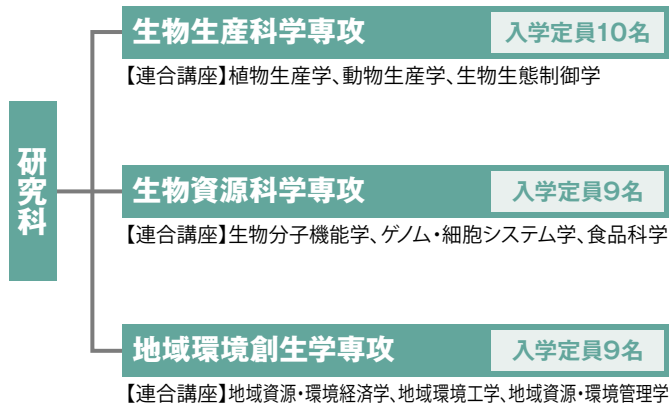 研究科
生物生産科学専攻 入学定員10名
【連合講座】植物生産学、動物生産学、生物生態制御学
生物資源科学専攻 入学定員9名
【連合講座】生物分子機能学、ゲノム・細胞システム学、食品科学
地域環境創生学専攻 入学定員9名
【連合講座】地域資源・環境経済学、地域環境工学、地域資源・環境管理学